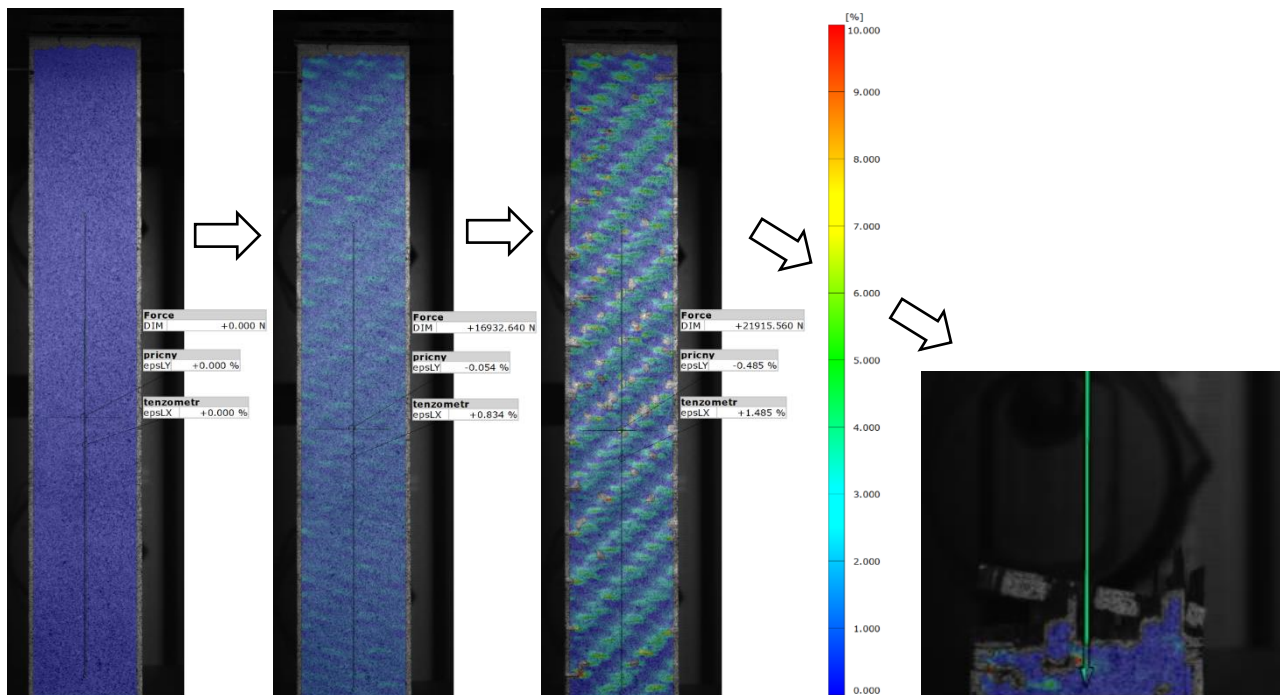 Force
DIM +0.000 N
pricny
epsLY +0.000 %
tenzometr
epsLX +0.000 %
Force
DIM +16932.640 N
pricny
epsLY -0.054 %
tenzometr
epsLX +0.834 %
Force
DIM +21915.560 N
pricny
epsLY -0.485 %
tenzometr
epsLX +1.485 %
[%]
10.000
9.000
8.000
7.000
6.000
5.000
4.000
3.000
2.000
1.000
0.000